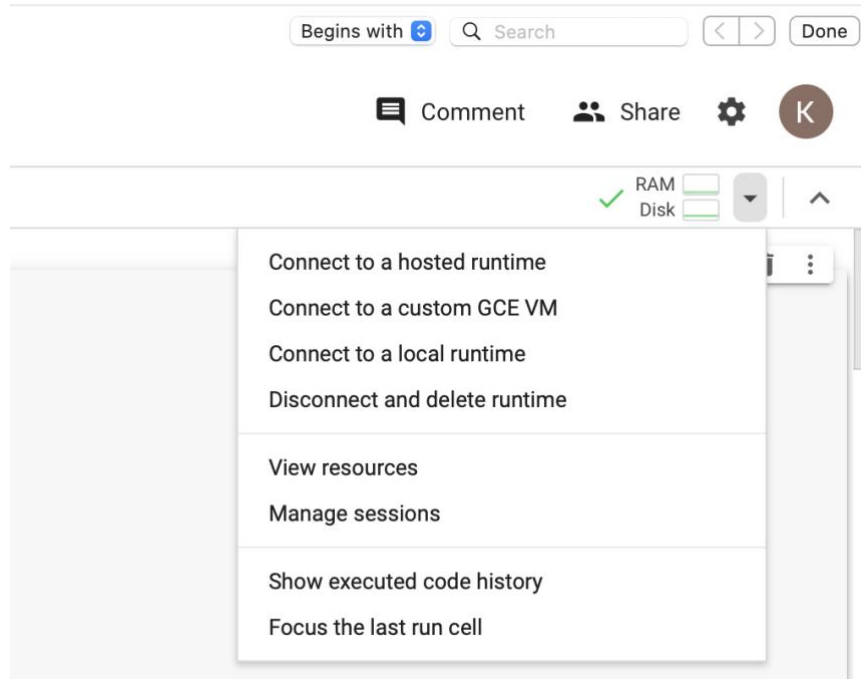 Begins with Search Done
Comment Share K
RAM
Disk
Connect to a hosted runtime
Connect to a custom GCE VM
Connect to a local runtime
Disconnect and delete runtime
View resources
Manage sessions
Show executed code history
Focus the last run cell